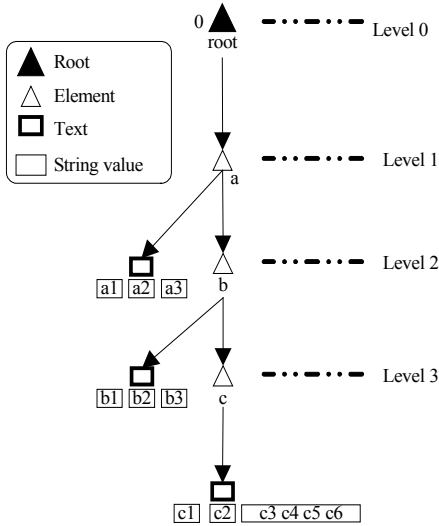 0
root
Level 0
Root
Element
Text
String value
a
Level 1
a1 a2 a3
b
Level 2
b1 b2 b3
c
Level 3
c1 c2 c3 c4 c5 c6